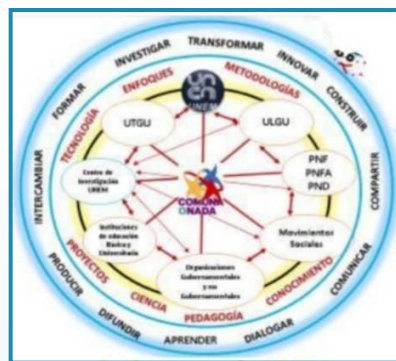 TRANSFORMAR
INVESTIGAR
INNOVAR
FORMAR
CONSTRUIR
INTERCAMBIAR
COMPARTIR
PRODUCIR
COMUNICAR
DIFUNDIR
DIALOGAR
APRENDER
ENFOQUES
METODOLOGÍAS
TECNOLOGÍA
PROYECTOS
CONOCIMIENTO
CIENCIA
PEDAGOGÍA
UNEM
UTGU
ULGU
Centro de
Investigación
UNEM
PNF
PNFA
PND
Instituciones
de educación
Básica y
Universitaria
Movimientos
Sociales
Organizaciones
Gubernamentales
y no
Gubernamentales